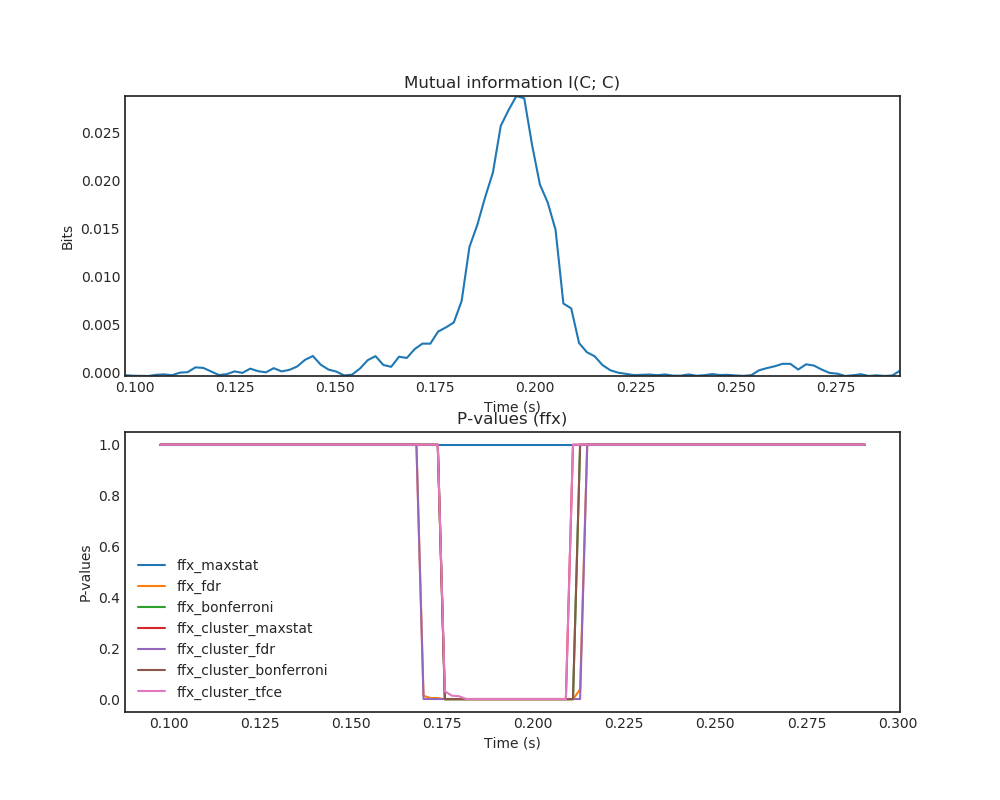 Mutual information I(C; C)
0.025
0.020
0.015
0.010
0.005
0.000
Bits
0.100 0.125 0.150 0.175 0.200 0.225 0.250 0.275
Time (s)
P-values (ffx)
1.0
0.8
0.6
0.4
0.2
0.0
P-values
ffx_maxstat
ffx_fdr
ffx_bonferroni
ffx_cluster_maxstat
ffx_cluster_fdr
ffx_cluster_bonferroni
ffx_cluster_tfce
0.100 0.125 0.150 0.175 0.200 0.225 0.250 0.275 0.300
Time (s)